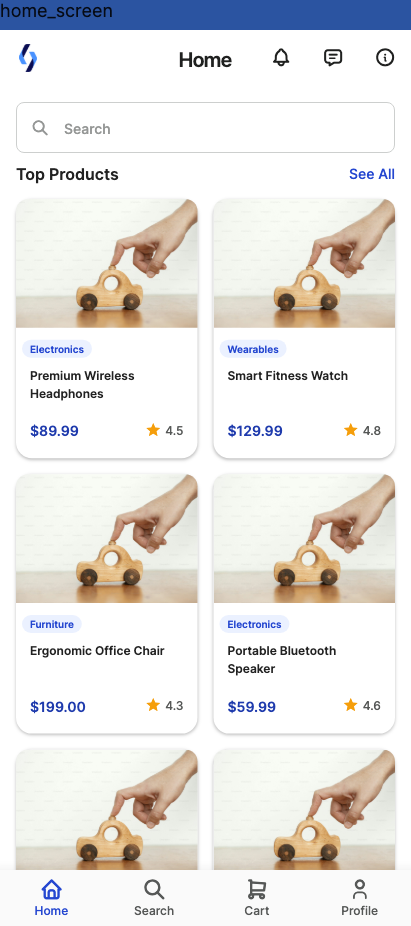 home_screen
Home
Search
Top Products
See All
Electronics
Premium Wireless
Headphones
$89.99
4.5
Wearables
Smart Fitness Watch
$129.99
4.8
Furniture
Ergonomic Office Chair
$199.00
4.3
Electronics
Portable Bluetooth
Speaker
$59.99
4.6
Home
Search
Cart
Profile